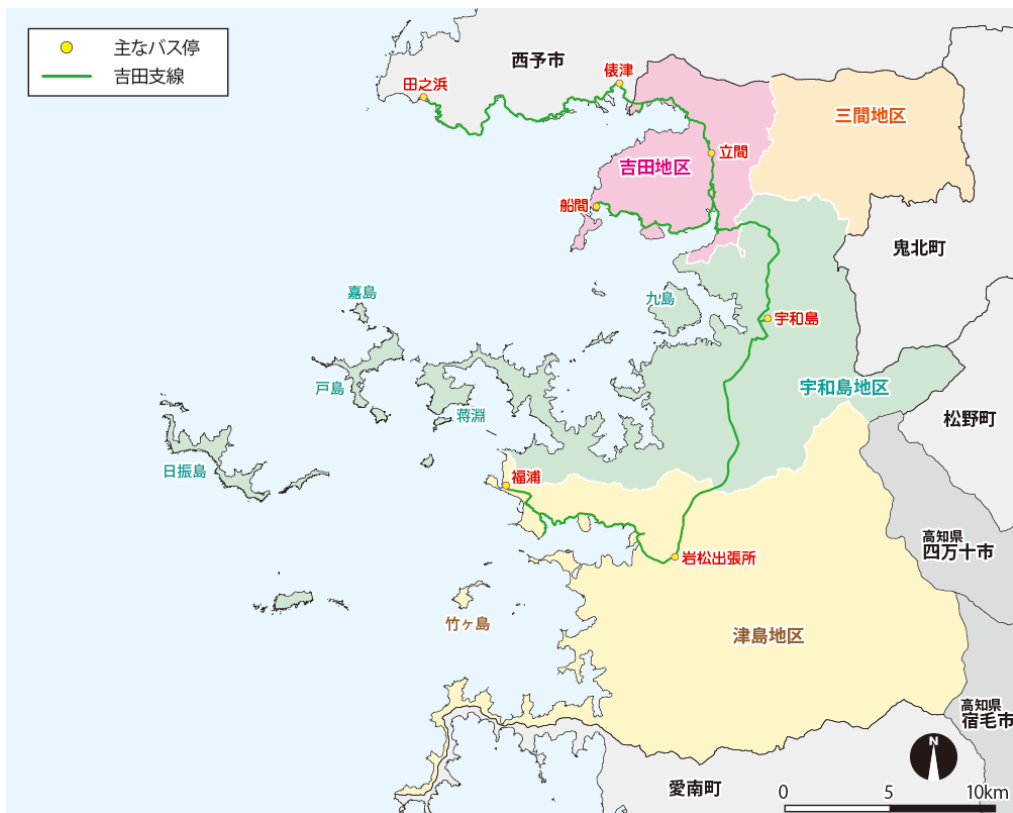 主なバス停
吉田支線
西予市
俵津
田之浜
三間地区
立間
吉田地区
船間
鬼北町
嘉島
九島
宇和島
戸島
宇和島地区
蒋淵
松野町
日振島
福浦
高知県
四万十市
岩松出張所
竹ヶ島
津島地区
高知県
宿毛市
N
愛南町
0 5 10km